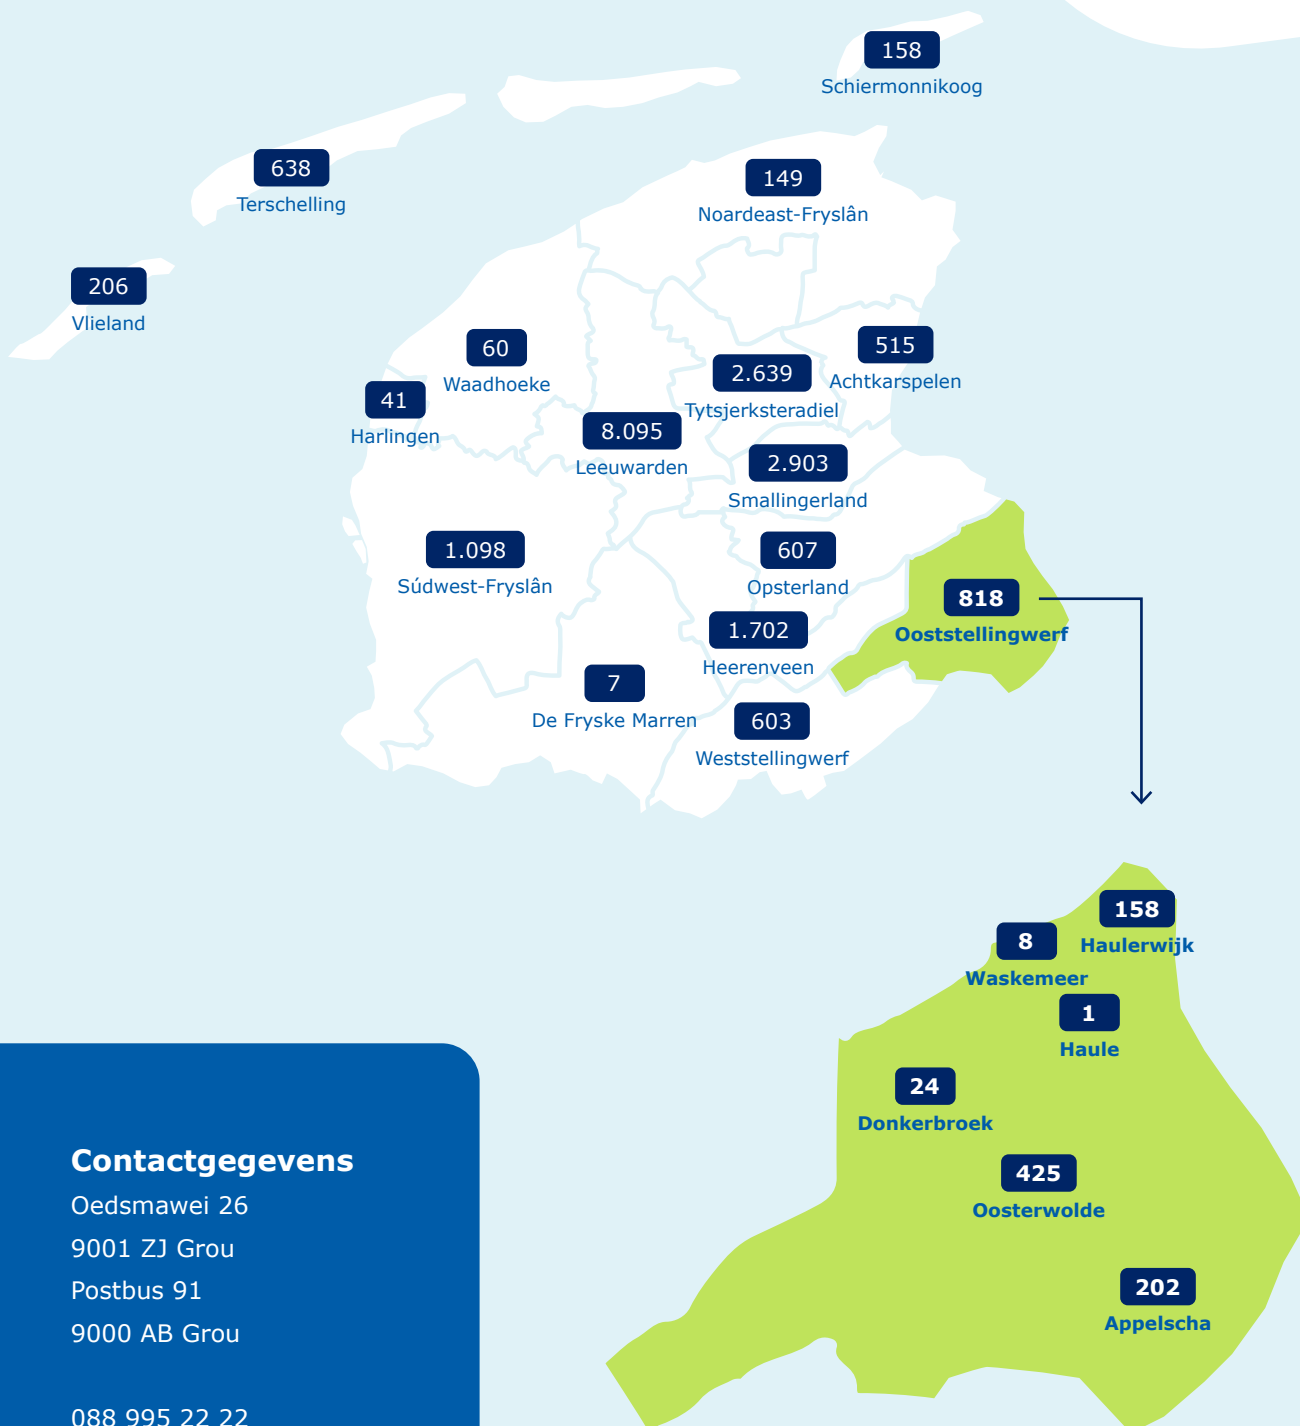 158
Schiermonnikoog
638
Terschelling
149
Noardeast-Fryslân
206
Vlieland
60
Waadhoeke
515
Achtkarspelen
2.639
Tytsjerksteradiel
41
Harlingen
8.095
Leeuwarden
2.903
Smallingerland
1.098
Súdwest-Fryslân
607
Opsterland
818
Ooststellingwerf
1.702
Heerenveen
7
De Fryske Marren
603
Weststellingwerf
158
Haulerwijk
8
Waskemeer
1
Haule
24
Donkerbroek
425
Oosterwolde
202
Appelscha
Contactgegevens
Oedsmawei 26
9001 ZJ Grou
Postbus 91
9000 AB Grou
088 995 22 22